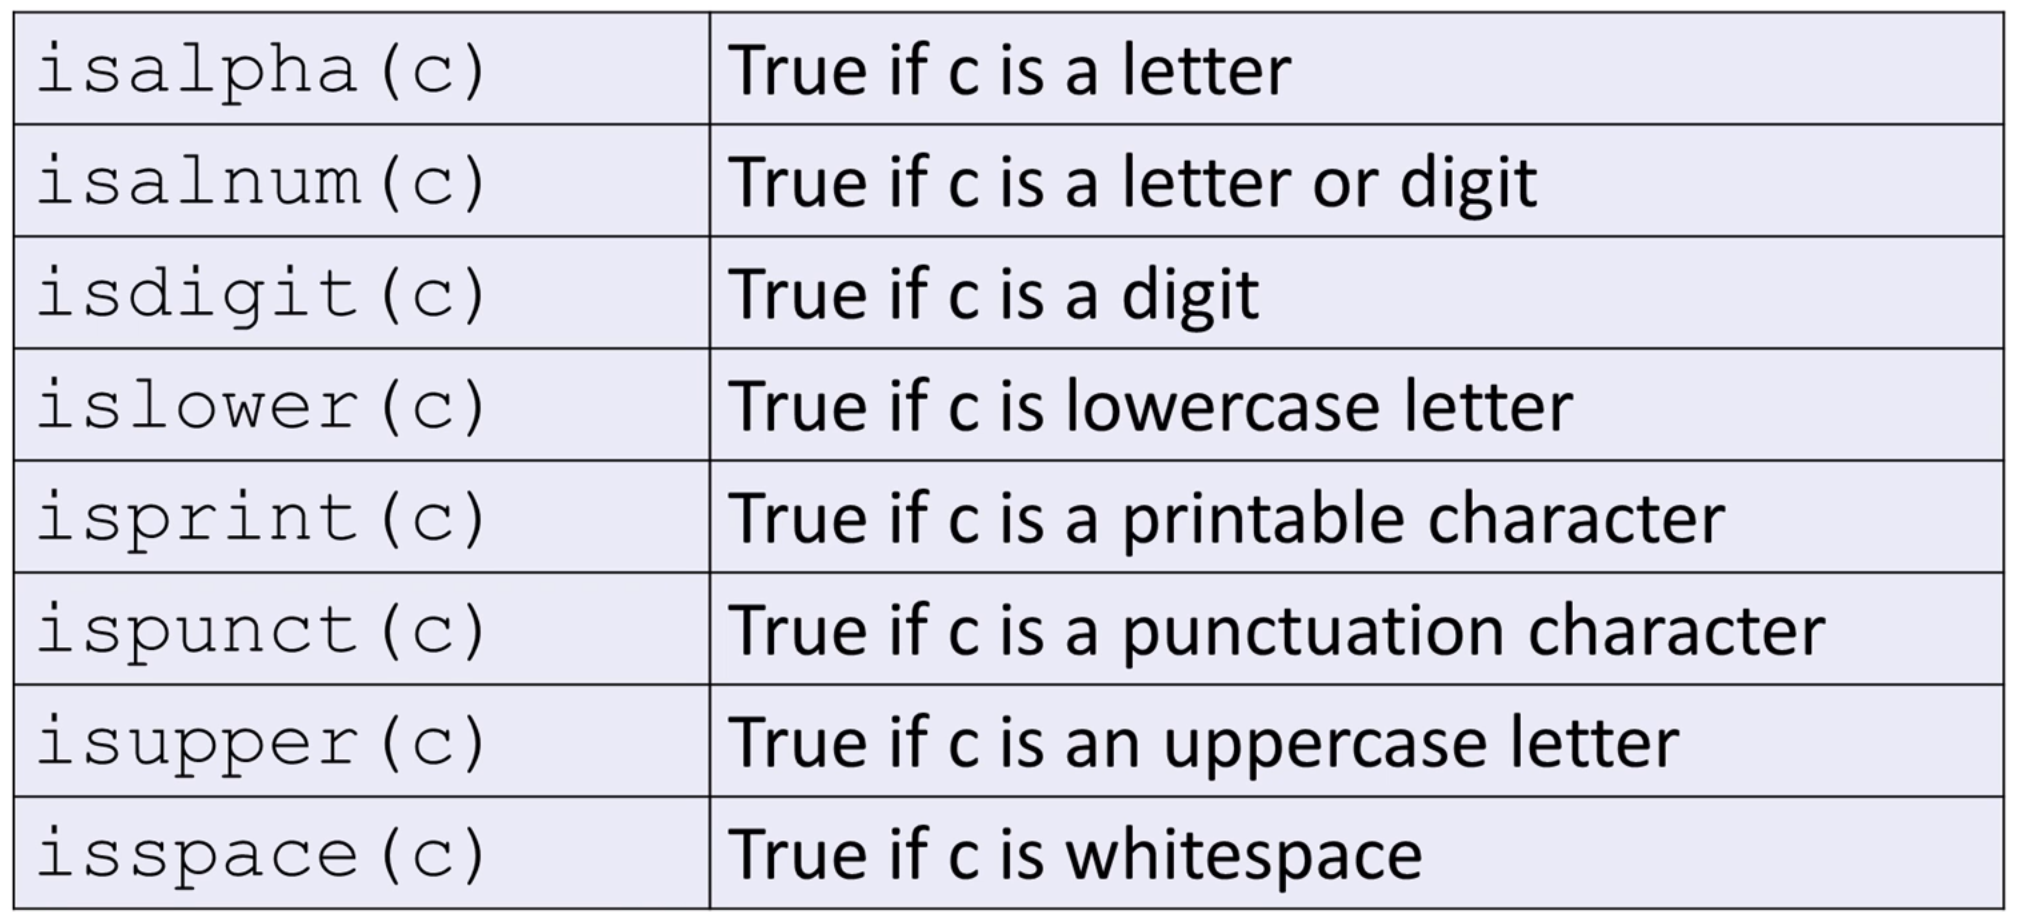 isalpha(c) True if c is a letter
isalnum(c) True if c is a letter or digit
isdigit(c) True if c is a digit
islower(c) True if c is lowercase letter
isprint(c) True if c is a printable character
ispunct(c) True if c is a punctuation character
isupper(c) True if c is an uppercase letter
isspace(c) True if c is whitespace